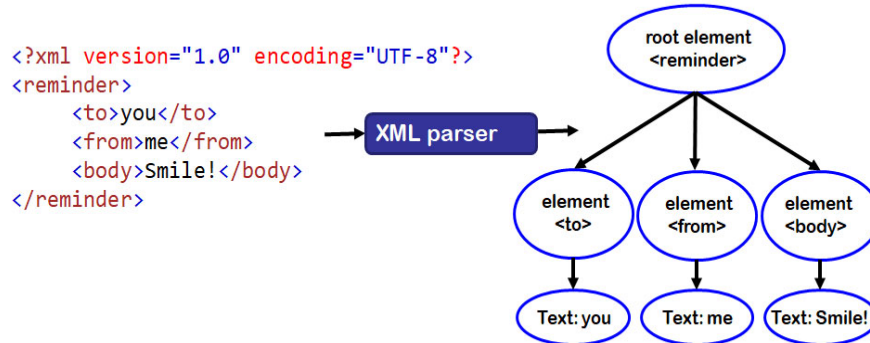 <?xml version="1.0" encoding="UTF-8"?>
<reminder>
<to>you</to>
<from>me</from>
<body>Smile!</body>
</reminder>
XML parser
root element
<reminder>
element
<to>
element
<from>
element
<body>
Text: you
Text: me
Text: Smile!